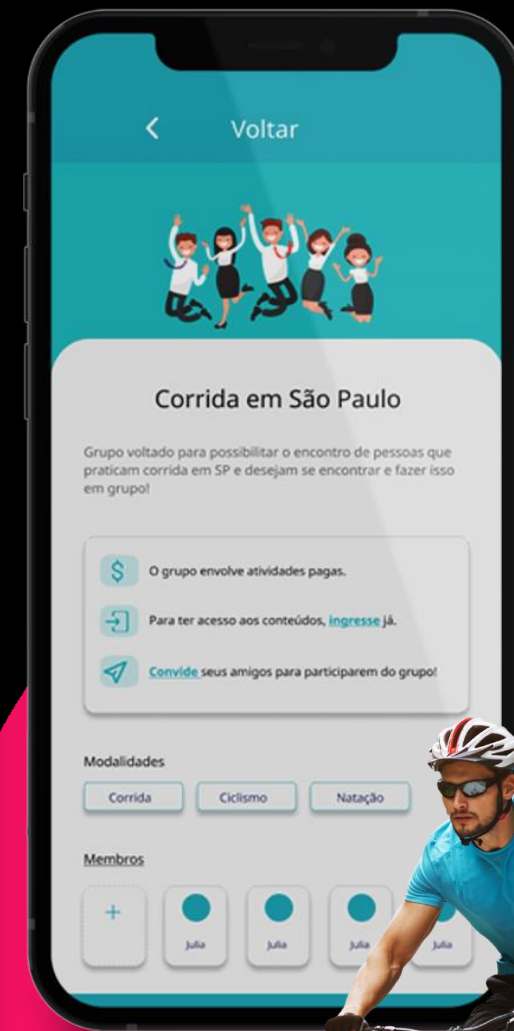 Voltar
Corrida em São Paulo
Grupo voltado para possibilitar o encontro de pessoas que
praticam corrida em SP e desejam se encontrar e fazer isso
em grupo!
$ O grupo envolve atividades pagas.
Para ter acesso aos conteúdos, ingresse já.
Convide seus amigos para participarem do grupo!
Modalidades
Corrida Ciclismo Natação
Membros
+ Julia Julia Julia Julia